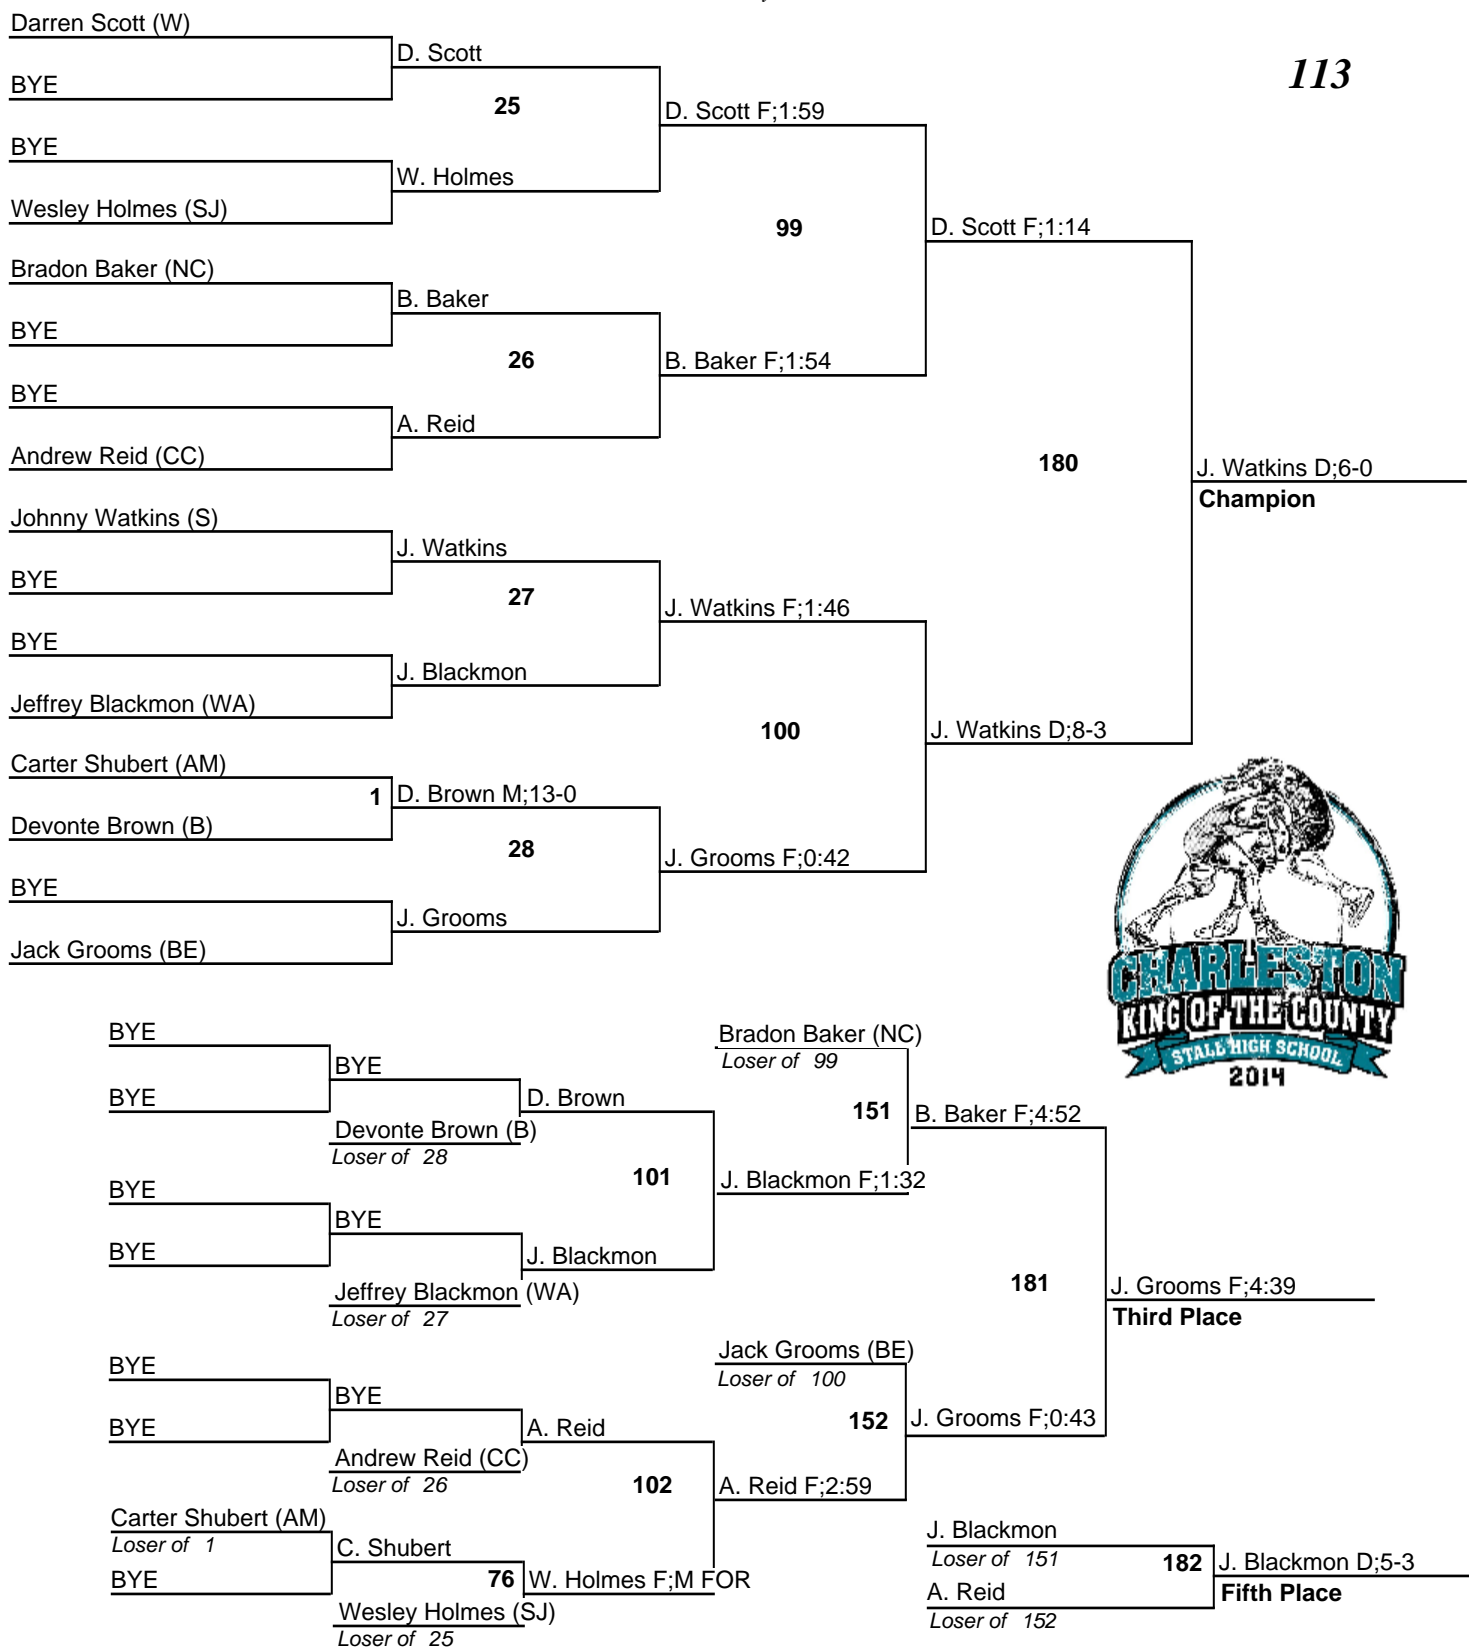 Darren Scott (W)
D. Scott
113
BYE
25
D. Scott F;1:59
BYE
W. Holmes
Wesley Holmes (SJ)
99
D. Scott F;1:14
Bradon Baker (NC)
B. Baker
BYE
26
B. Baker F;1:54
BYE
A. Reid
Andrew Reid (CC)
180
J. Watkins D;6-0
Champion
Johnny Watkins (S)
J. Watkins
BYE
27
J. Watkins F;1:46
BYE
J. Blackmon
Jeffrey Blackmon (WA)
100
J. Watkins D;8-3
Carter Shubert (AM)
1
D. Brown M;13-0
Devonte Brown (B)
28
J. Grooms F;0:42
BYE
J. Grooms
Jack Grooms (BE)
CHARLESTON
KING OF THE COUNTY
STALL HIGH SCHOOL
2014
BYE
BYE
BYE
D. Brown
Devonte Brown (B)
Loser of 28
Bradon Baker (NC)
Loser of 99
151
B. Baker F;4:52
101
J. Blackmon F;1:32
BYE
BYE
BYE
J. Blackmon
Jeffrey Blackmon (WA)
Loser of 27
181
J. Grooms F;4:39
Third Place
Jack Grooms (BE)
Loser of 100
BYE
BYE
BYE
A. Reid
152
J. Grooms F;0:43
Andrew Reid (CC)
Loser of 26
102
A. Reid F;2:59
Carter Shubert (AM)
Loser of 1
C. Shubert
BYE
76
W. Holmes F;M FOR
Wesley Holmes (SJ)
Loser of 25
J. Blackmon
Loser of 151
182
J. Blackmon D;5-3
A. Reid
Fifth Place
Loser of 152